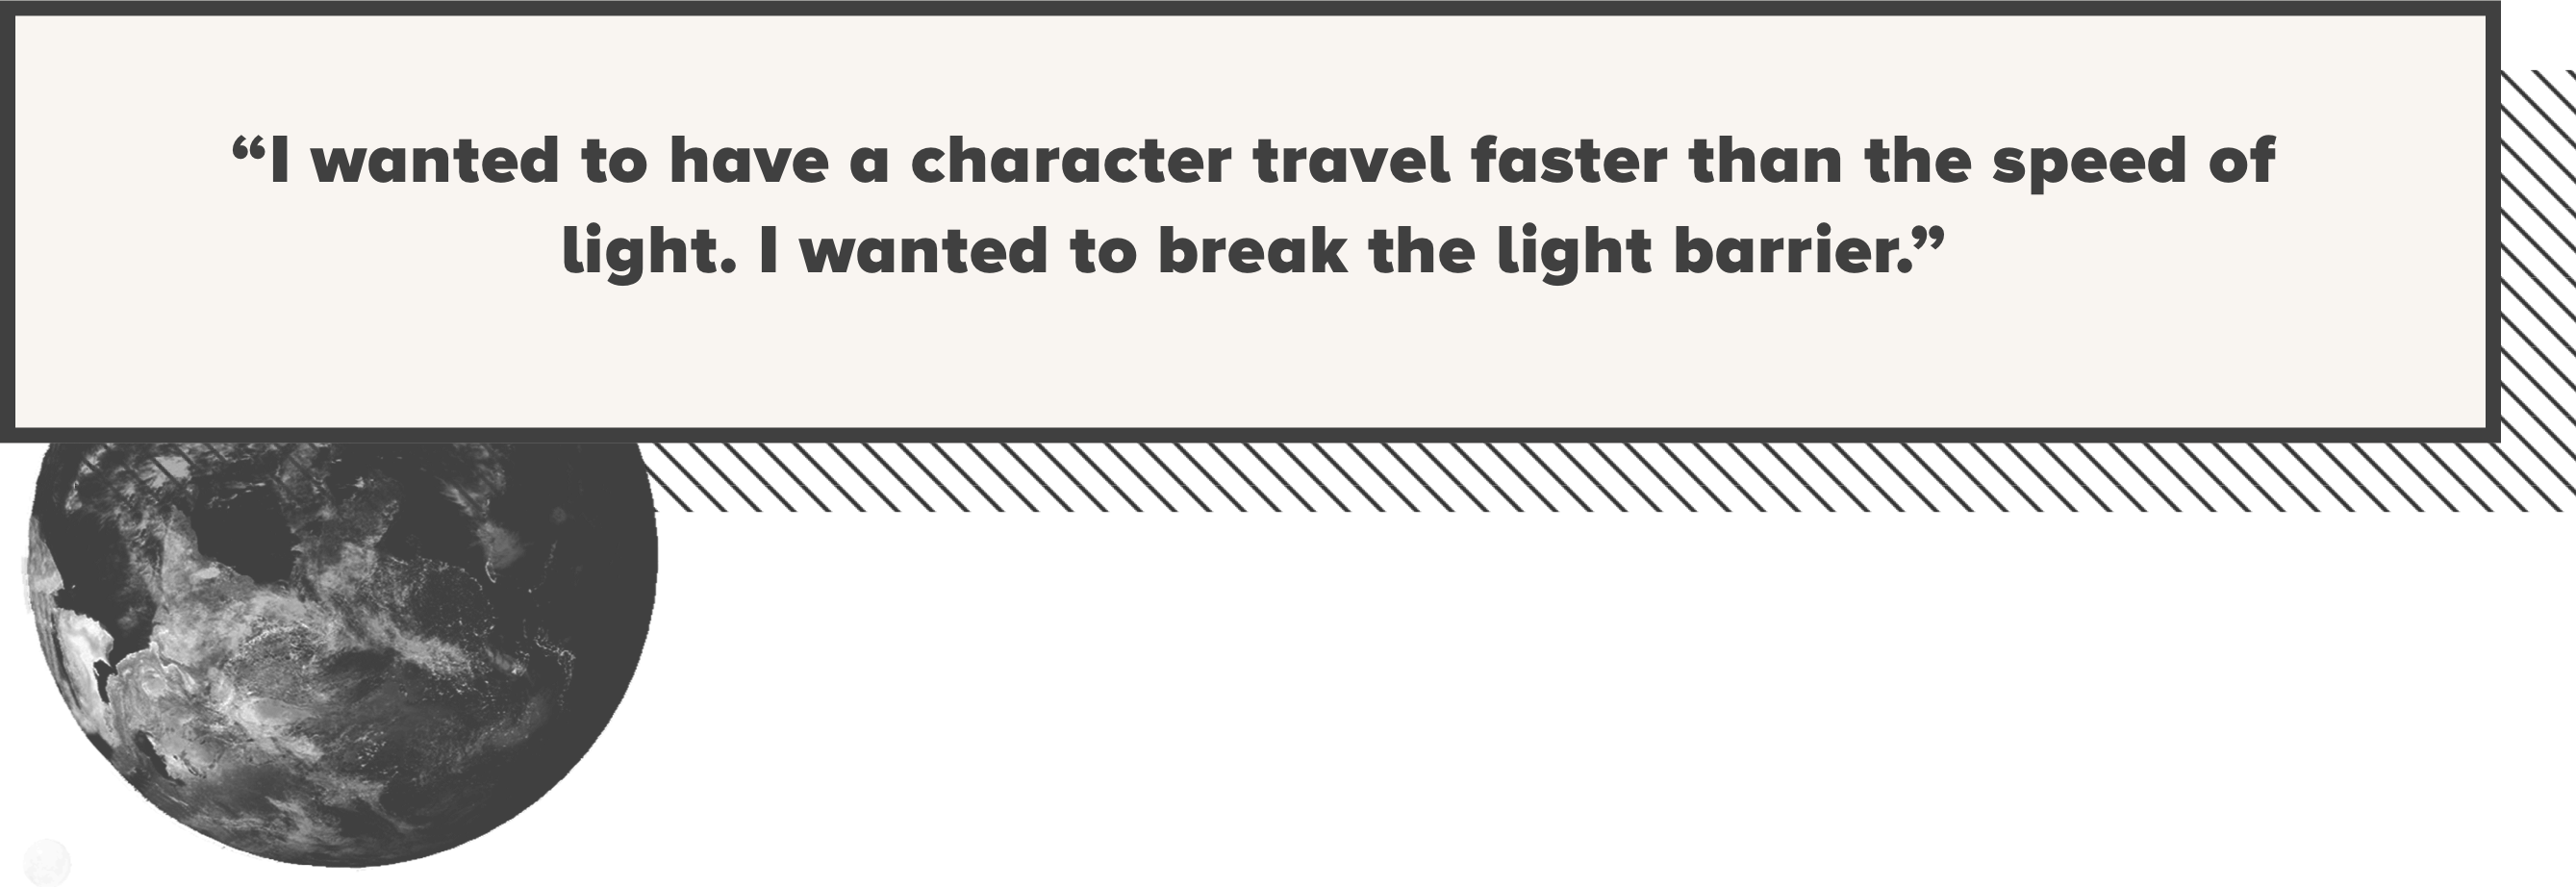 “I wanted to have a character travel faster than the speed of
light. I wanted to break the light barrier.”